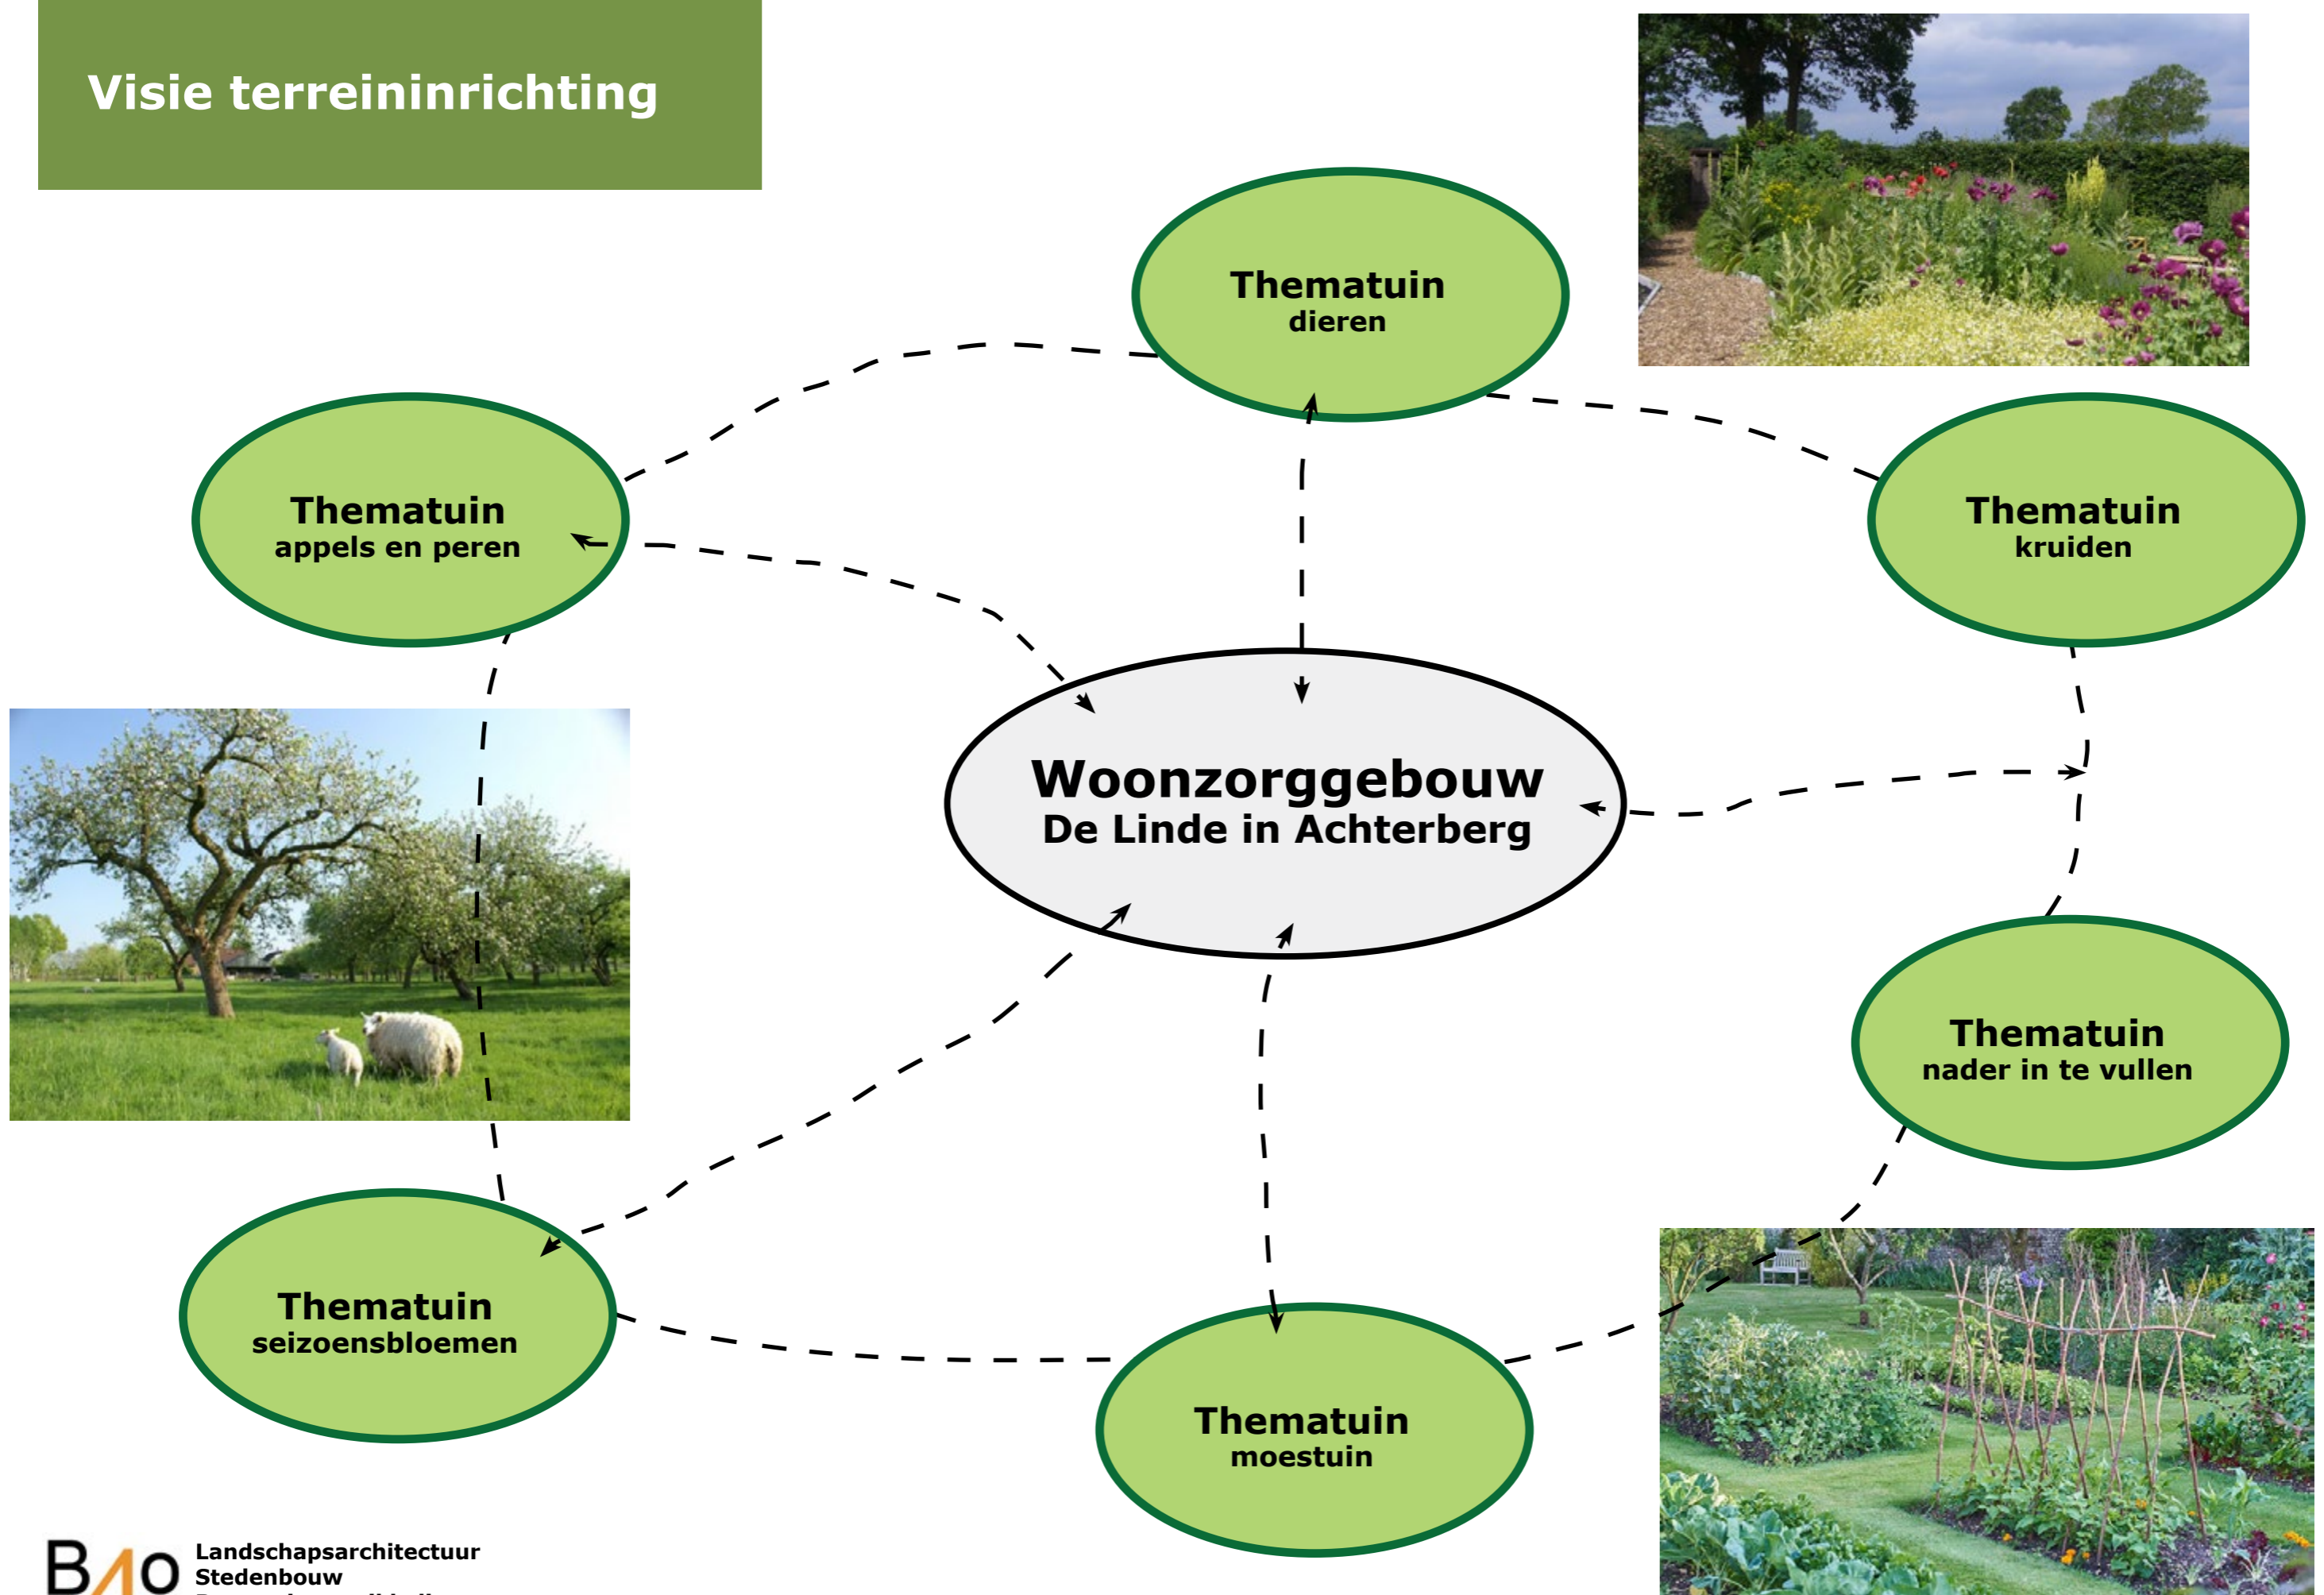 Visie terreininrichting
Thematuin
dieren
Thematuin
appels en peren
Thematuin
kruiden
Woonzorggebouw
De Linde in Achterberg
Thematuin
nader in te vullen
Thematuin
seizoensbloemen
Thematuin
moestuin
BAo
Landschapsarchitectuur
Stedenbouw